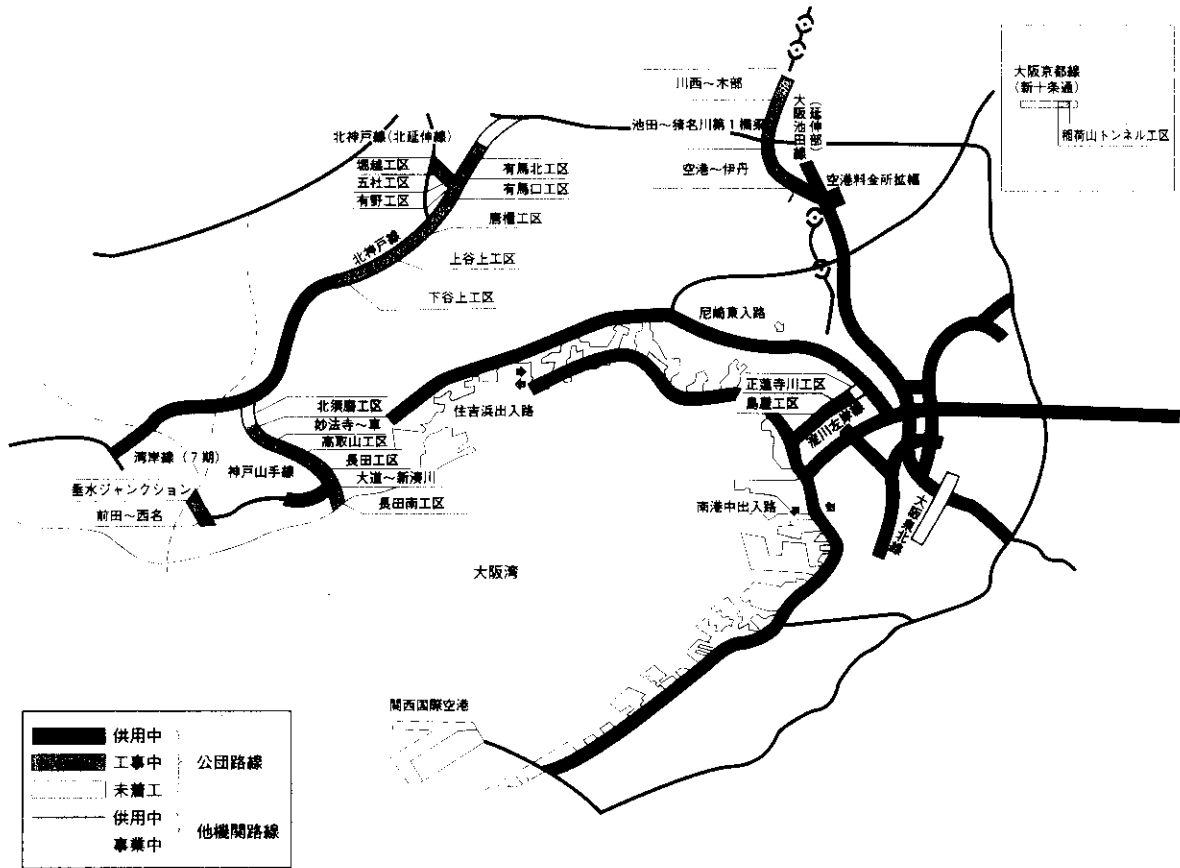 川西～木部
池田～猪名川第１橋梁
空港～伊丹
大阪池田線
(延伸部)
空港料金所拡幅
大阪京都線
(新十条通)
稲荷山トンネル工区
北神戸線(北延伸線)
堀越工区
五社工区
有野工区
有馬北工区
有馬口工区
唐櫃工区
北神戸線
上谷上工区
下谷上工区
尼崎東入路
住吉浜出入路
正蓮寺川工区
島屋工区
淀川左岸線
北須磨工区
妙法寺～車
高取山工区
長田工区
大道～新湊川
長田南工区
湾岸線（７期）
神戸山手線
垂水ジャンクション
前田～西名
南港中出入路
大阪泉北線
大阪湾
関西国際空港
供用中
工事中
未着工
公団路線
供用中
事業中
他機関路線